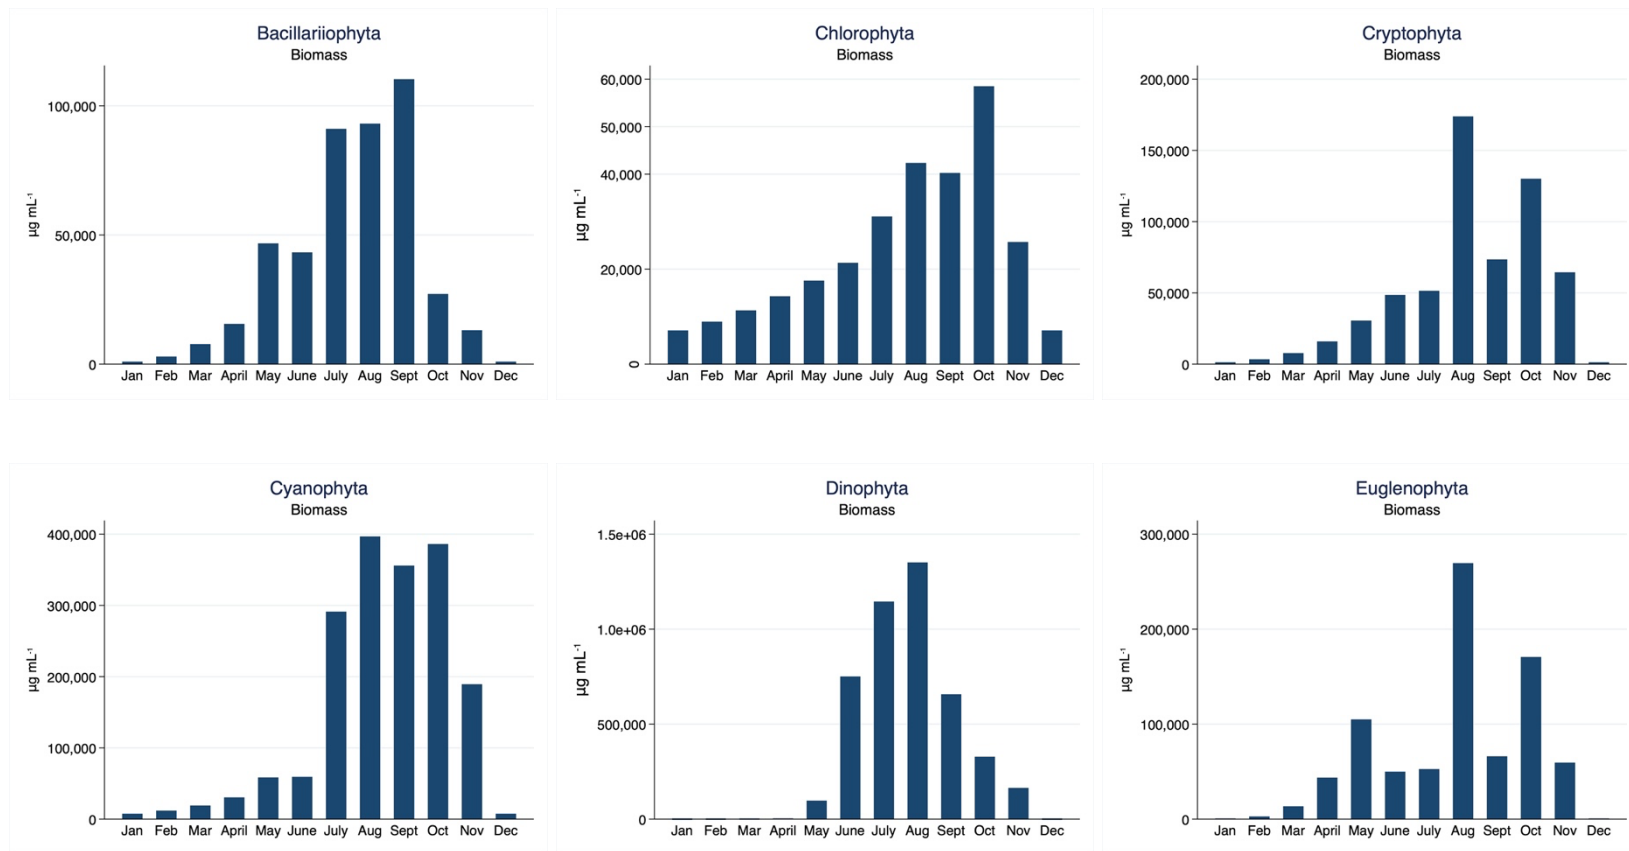 Bacillariiophyta
Biomass
µg mL-1
100,000
50,000
0
Jan Feb Mar April May June July Aug Sept Oct Nov Dec
Chlorophyta
Biomass
µg mL-1
60,000
50,000
40,000
20,000
0
Jan Feb Mar April May June July Aug Sept Oct Nov Dec
Cryptophyta
Biomass
µg mL-1
200,000
150,000
100,000
50,000
0
Jan Feb Mar April May June July Aug Sept Oct Nov Dec
Cyanophyta
Biomass
µg mL-1
400,000
300,000
200,000
100,000
0
Jan Feb Mar April May June July Aug Sept Oct Nov Dec
Dinophyta
Biomass
µg mL-1
1.5e+06
1.0e+06
500,000
0
Jan Feb Mar April May June July Aug Sept Oct Nov Dec
Euglenophyta
Biomass
µg mL-1
300,000
200,000
100,000
0
Jan Feb Mar April May June July Aug Sept Oct Nov Dec